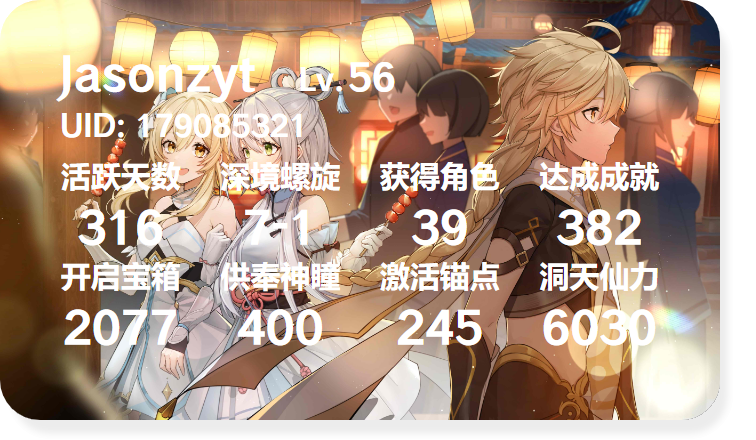 Jasonzyt Lv.56
UID: 179085321
活跃天数 深境螺旋 获得角色 达成成就
316 7-1 39 382
开启宝箱 供奉神瞳 激活锚点 洞天仙力
2077 400 245 6030